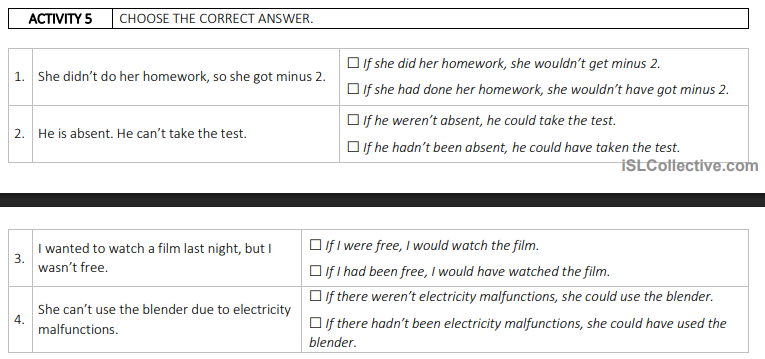 ACTIVITY 5 CHOOSE THE CORRECT ANSWER.
1. She didn't do her homework, so she got minus 2.
☐ If she did her homework, she wouldn't get minus 2.
☐ If she had done her homework, she wouldn't have got minus 2.
2. He is absent. He can't take the test.
☐ If he weren't absent, he could take the test.
☐ If he hadn't been absent, he could have taken the test.
iSLCollective.com
3. I wanted to watch a film last night, but I
wasn't free.
☐ If I were free, I would watch the film.
☐ If I had been free, I would have watched the film.
4. She can't use the blender due to electricity
malfunctions.
☐ If there weren't electricity malfunctions, she could use the blender.
☐ If there hadn't been electricity malfunctions, she could have used the
blender.